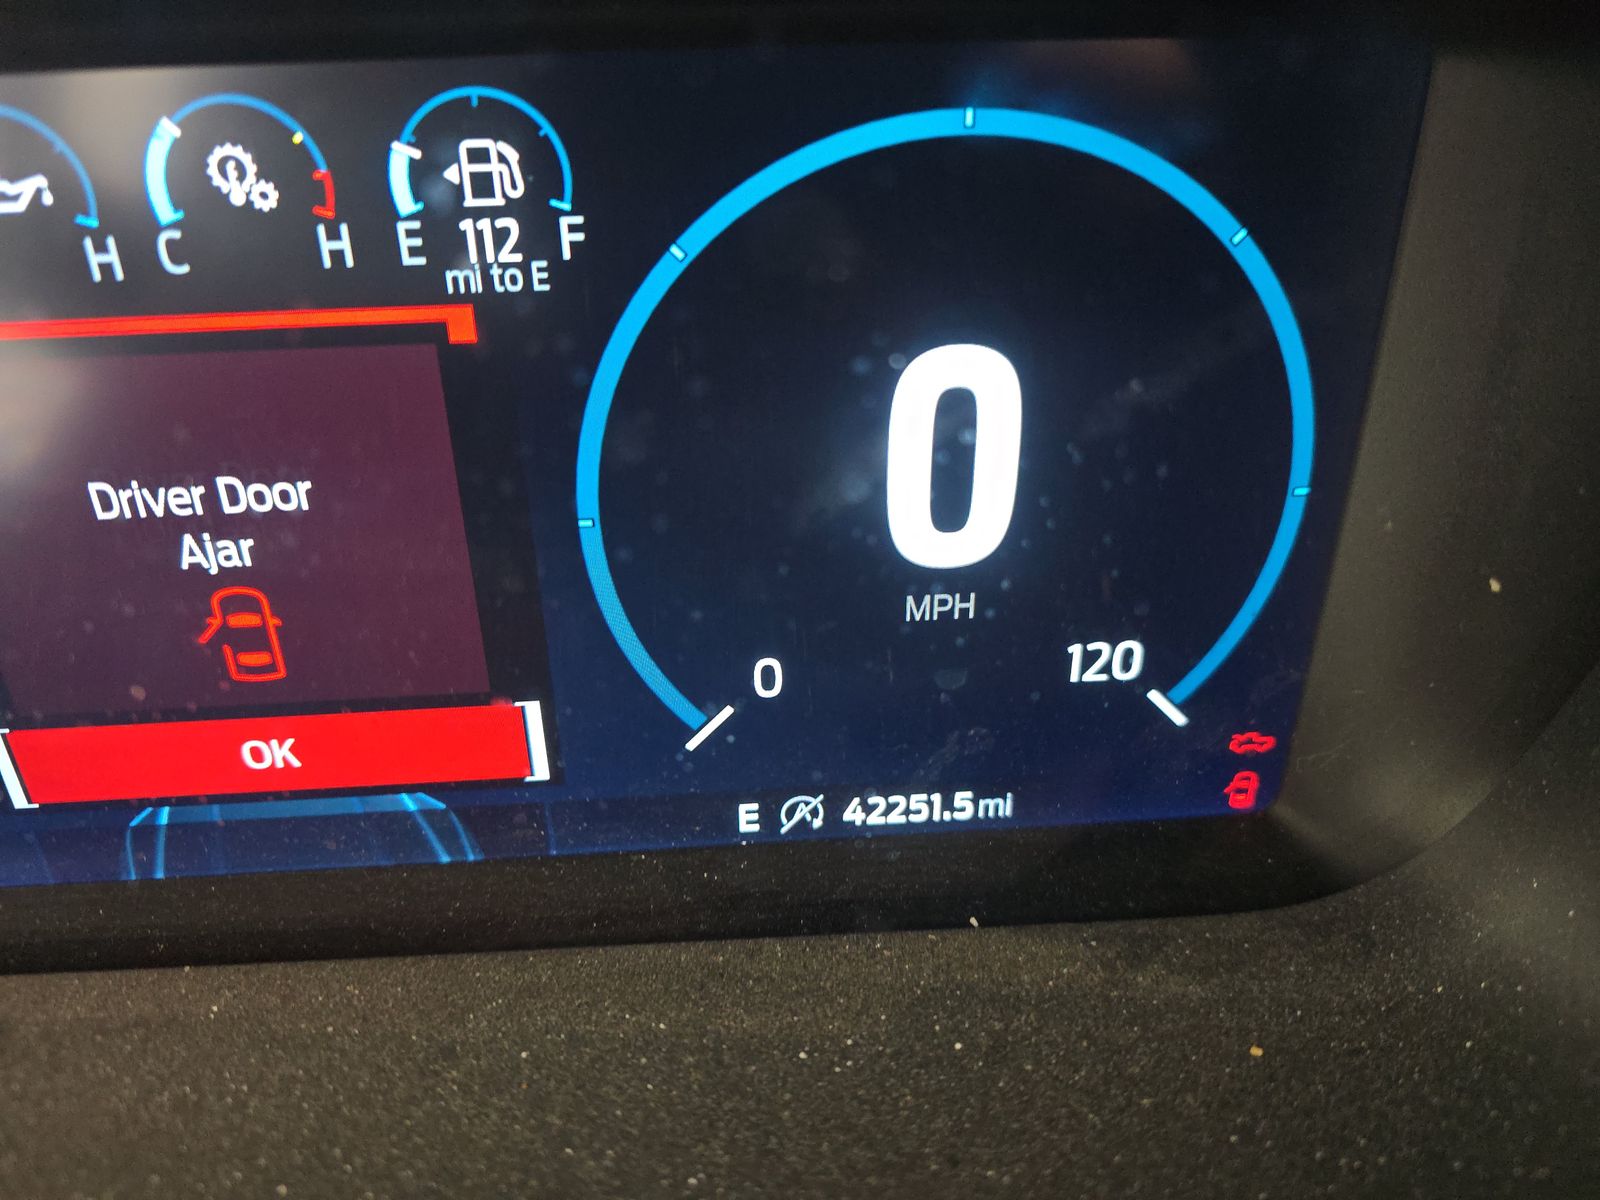 H C H E F
112
mi to E
Driver Door
Ajar
OK
0
MPH
0 120
E 42251.5 mi